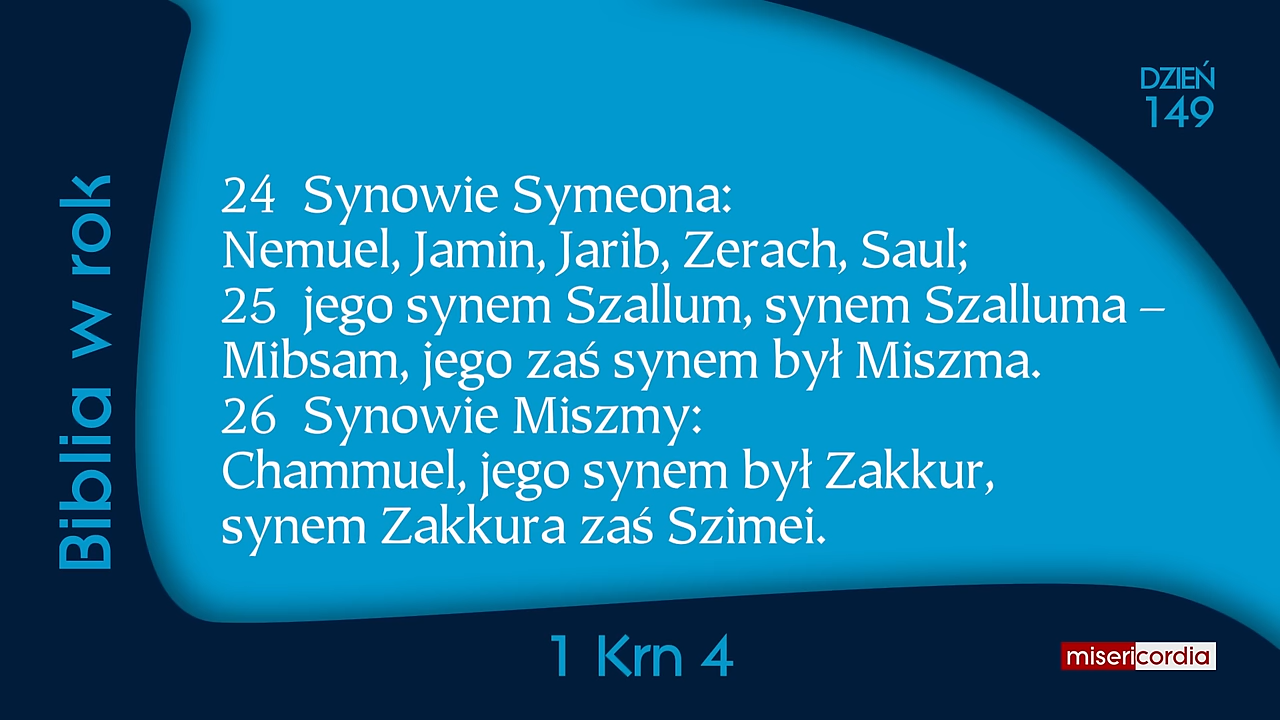 DZIEŃ
149
Biblia w rok
24 Synowie Symeona:
Nemuel, Jamin, Jarib, Zerach, Saul;
25 jego synem Szallum, synem Szalluma –
Mibsam, jego zaś synem był Miszma.
26 Synowie Miszmy:
Chammuel, jego synem był Zakkur,
synem Zakkura zaś Szimei.
1 Krn 4
misericordia